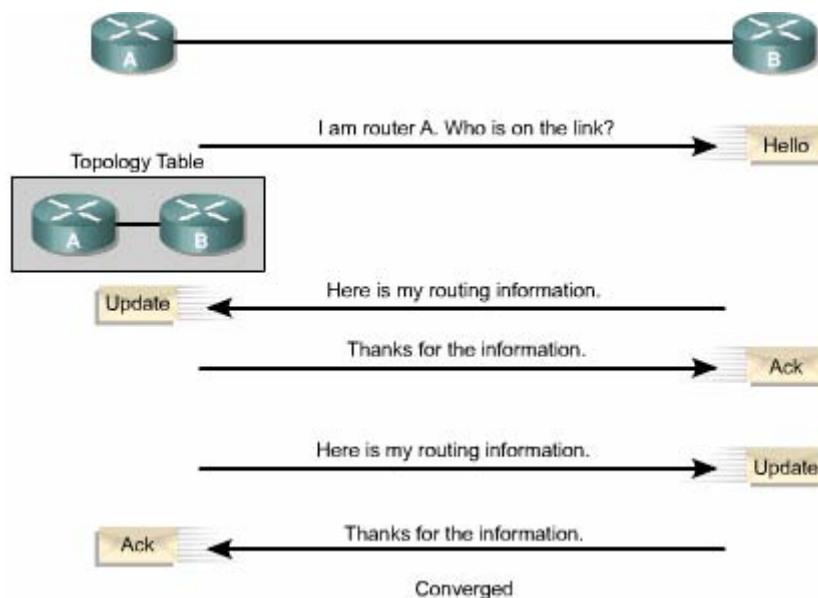 A
B
I am router A. Who is on the link?
Hello
Topology Table
A
B
Here is my routing information.
Update
Thanks for the information.
Ack
Here is my routing information.
Update
Thanks for the information.
Ack
Converged